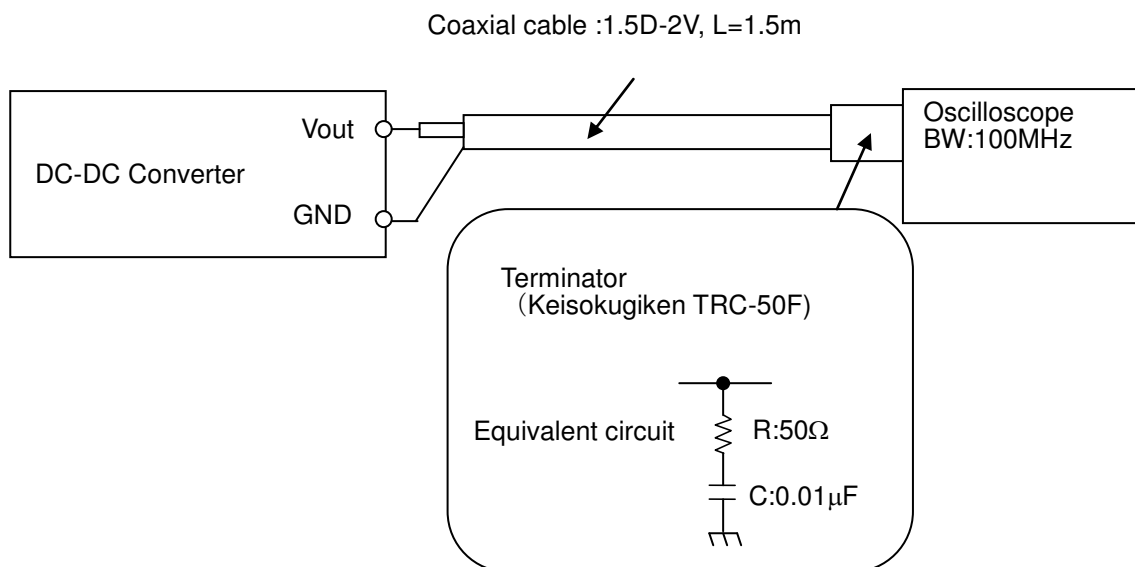 Coaxial cable :1.5D-2V, L=1.5m
Vout
DC-DC Converter
GND
Oscilloscope
BW:100MHz
Terminator
（Keisokugiken TRC-50F)
Equivalent circuit
R:50Ω
C:0.01μF